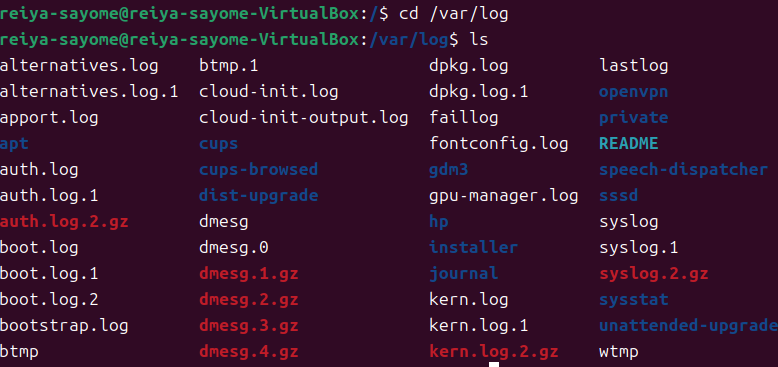 reiya-sayome@reiya-sayome-VirtualBox:/$ cd /var/log
reiya-sayome@reiya-sayome-VirtualBox:/var/log$ ls
alternatives.log btmp.1 dpkg.log lastlog
alternatives.log.1 cloud-init.log dpkg.log.1 openvpn
apport.log cloud-init-output.log faillog private
apt cups fontconfig.log README
auth.log cups-browsed gdm3 speech-dispatcher
auth.log.1 dist-upgrade gpu-manager.log sssd
auth.log.2.gz dmesg hp syslog
boot.log dmesg.0 installer syslog.1
boot.log.1 dmesg.1.gz journal syslog.2.gz
boot.log.2 dmesg.2.gz kern.log sysstat
bootstrap.log dmesg.3.gz kern.log.1 unattended-upgrade
btmp dmesg.4.gz kern.log.2.gz wtmp